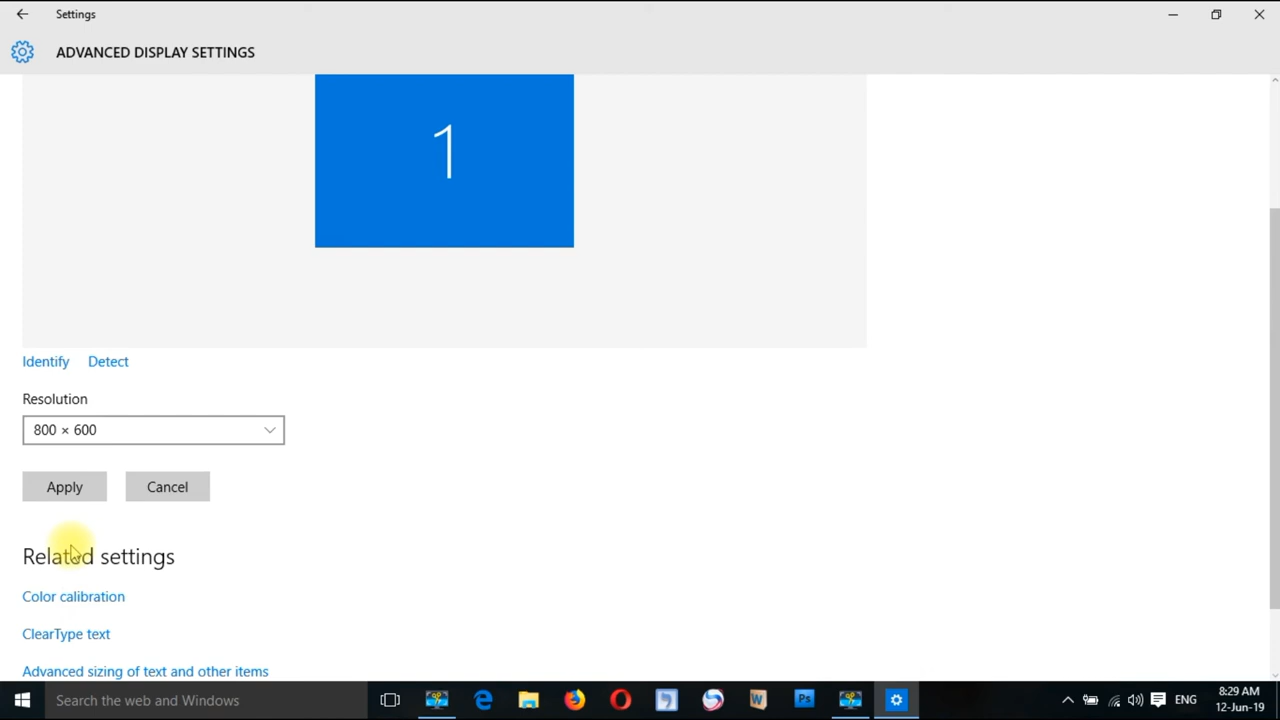 Settings
ADVANCED DISPLAY SETTINGS
1
Identify Detect
Resolution
800 × 600
Apply Cancel
Related settings
Color calibration
ClearType text
Advanced sizing of text and other items
Search the web and Windows
W
Ps
ENG
8:29 AM
12-Jun-19